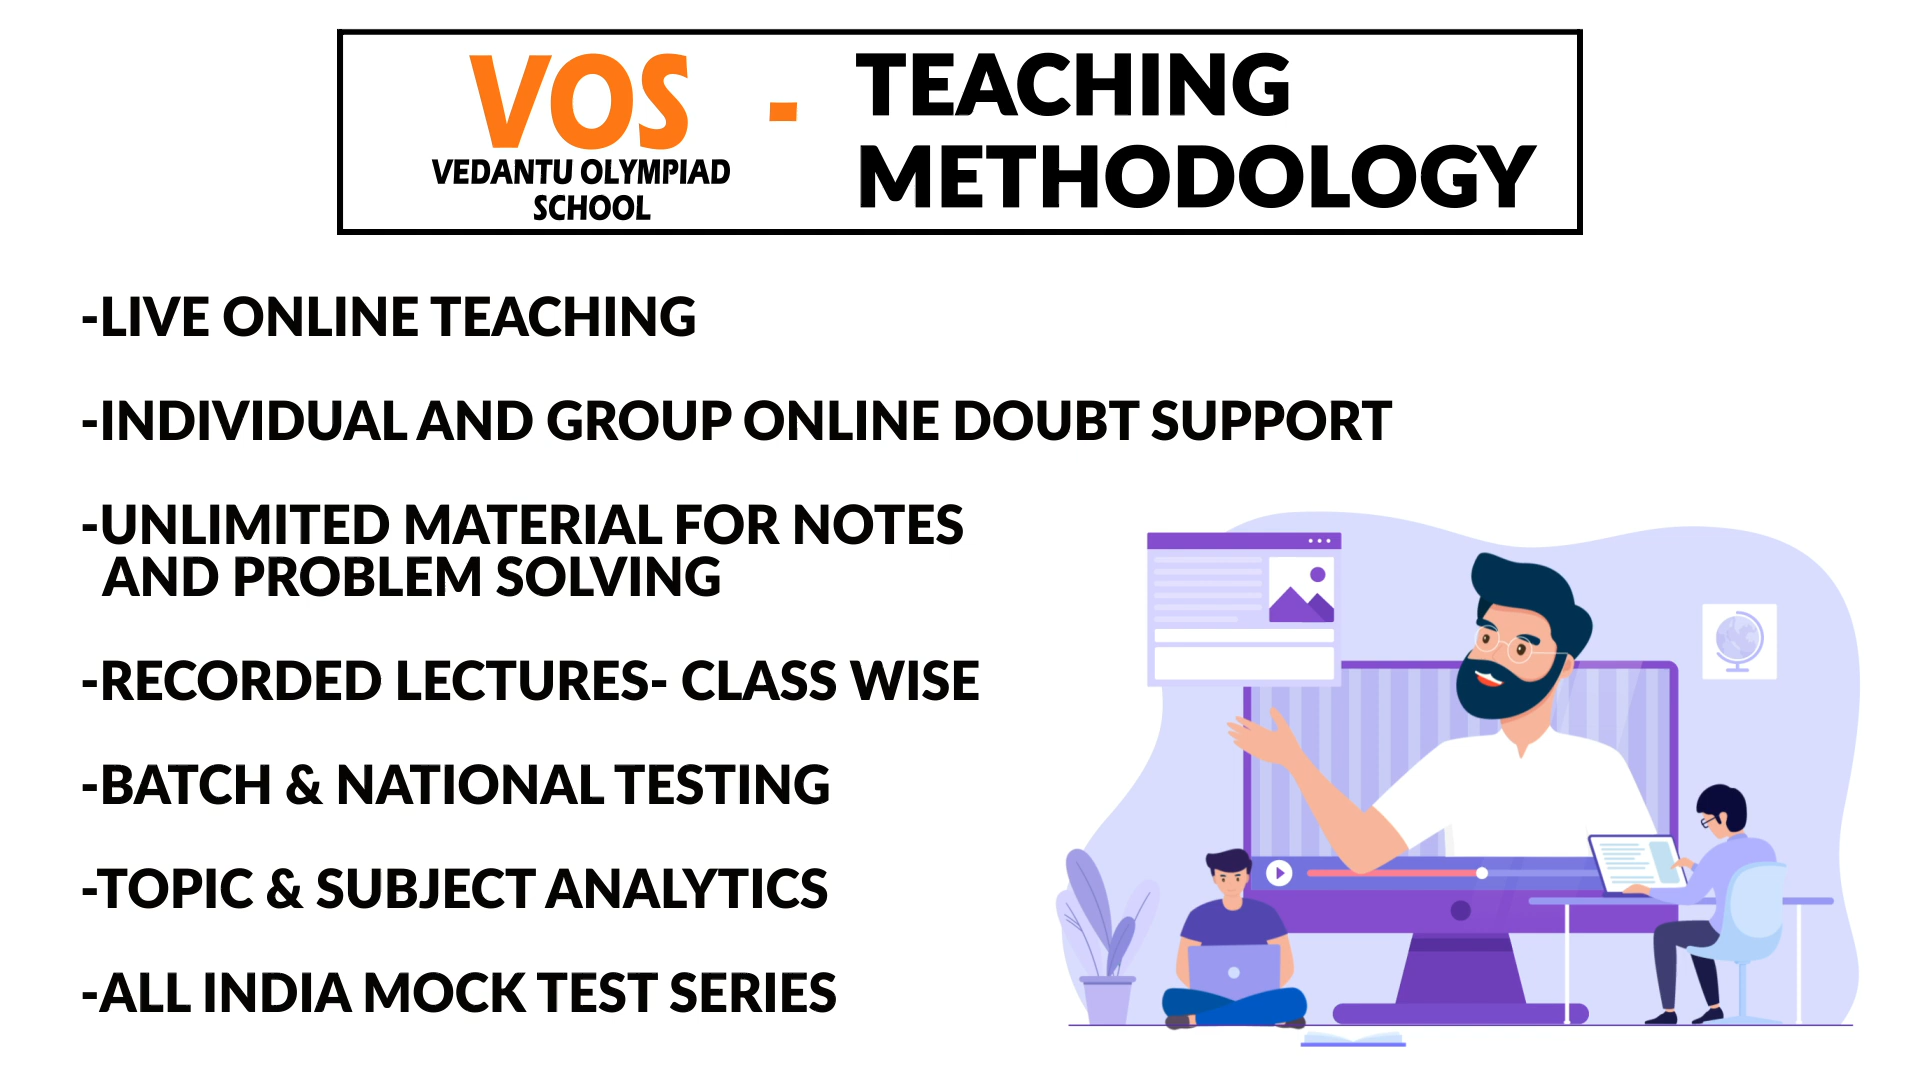 VOS
VEDANTU OLYMPIAD
SCHOOL
-
TEACHING
METHODOLOGY
-LIVE ONLINE TEACHING
-INDIVIDUAL AND GROUP ONLINE DOUBT SUPPORT
-UNLIMITED MATERIAL FOR NOTES
AND PROBLEM SOLVING
-RECORDED LECTURES- CLASS WISE
-BATCH & NATIONAL TESTING
-TOPIC & SUBJECT ANALYTICS
-ALL INDIA MOCK TEST SERIES